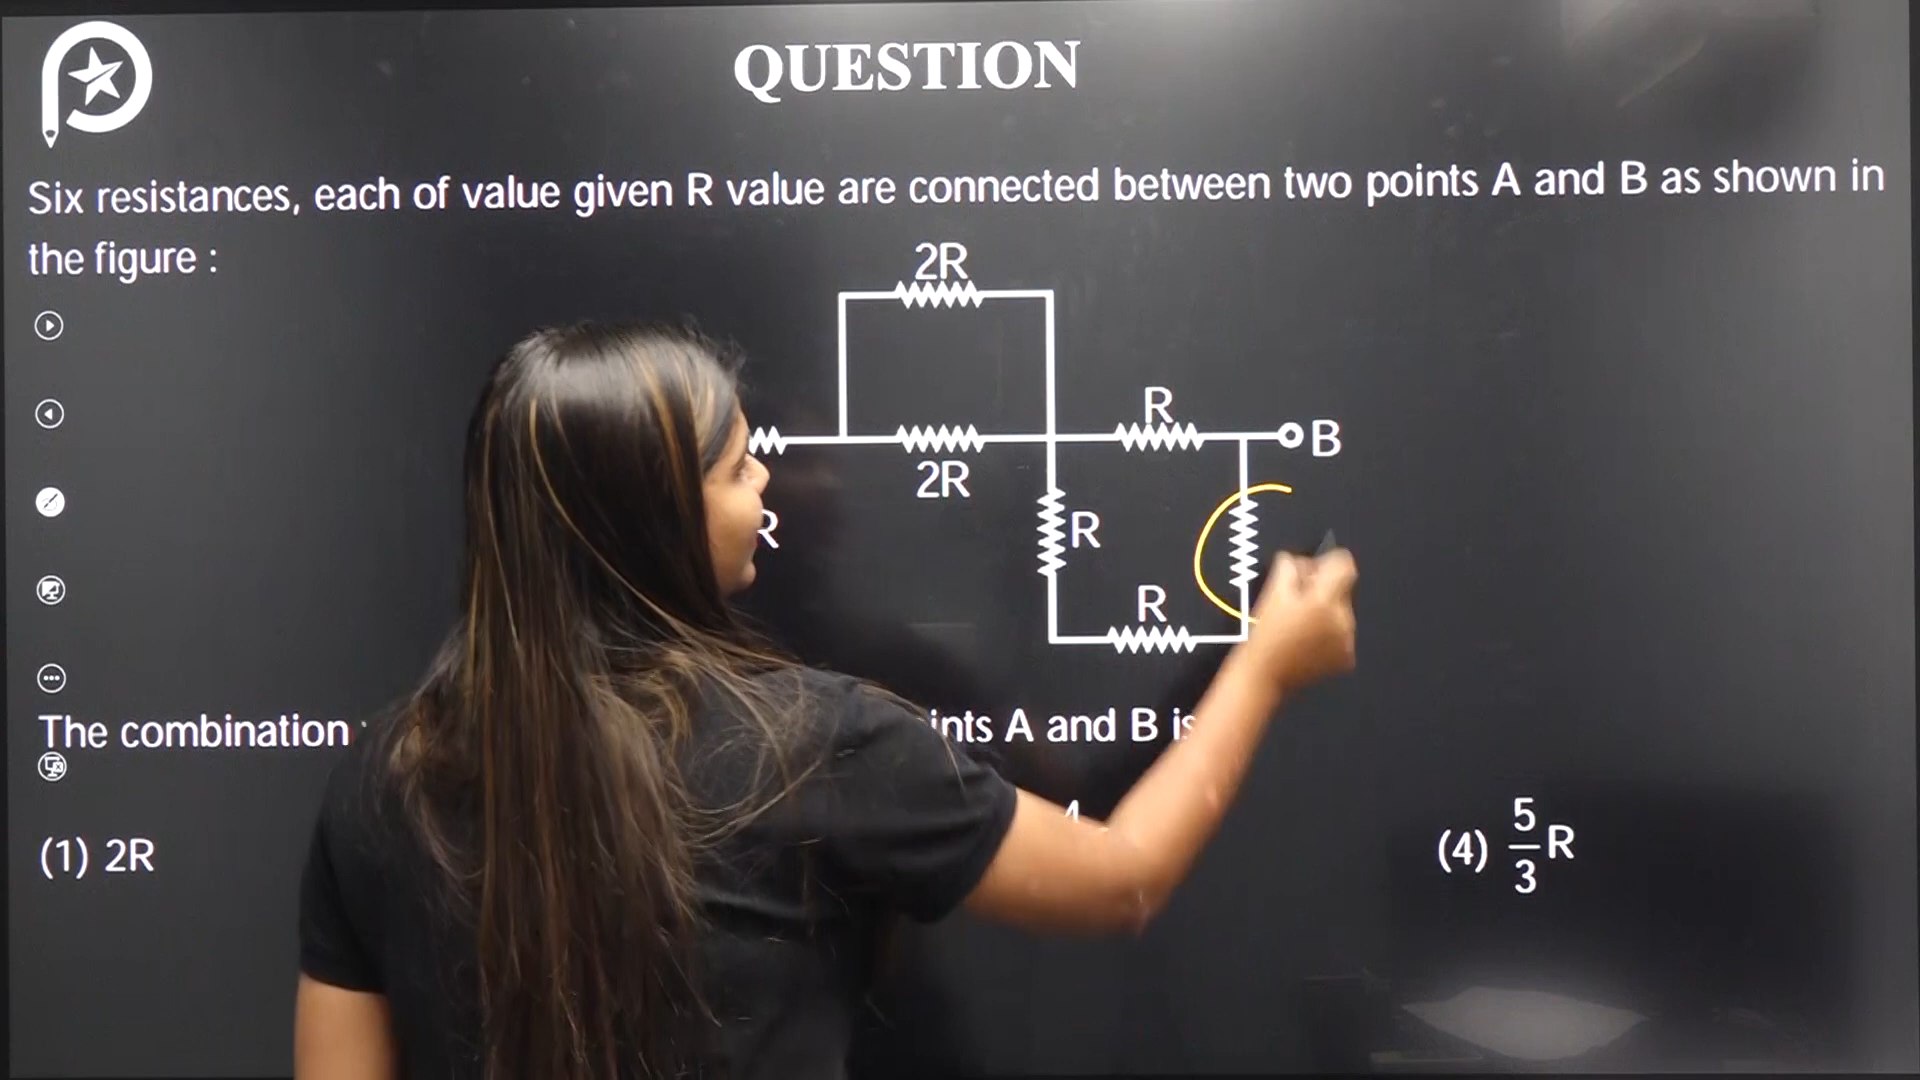 QUESTION
Six resistances, each of value given R value are connected between two points A and B as shown in
the figure :
2R
R
B
2R
R
R
R
The combination
A and B is
(1) 2R
(4) 5/3 R